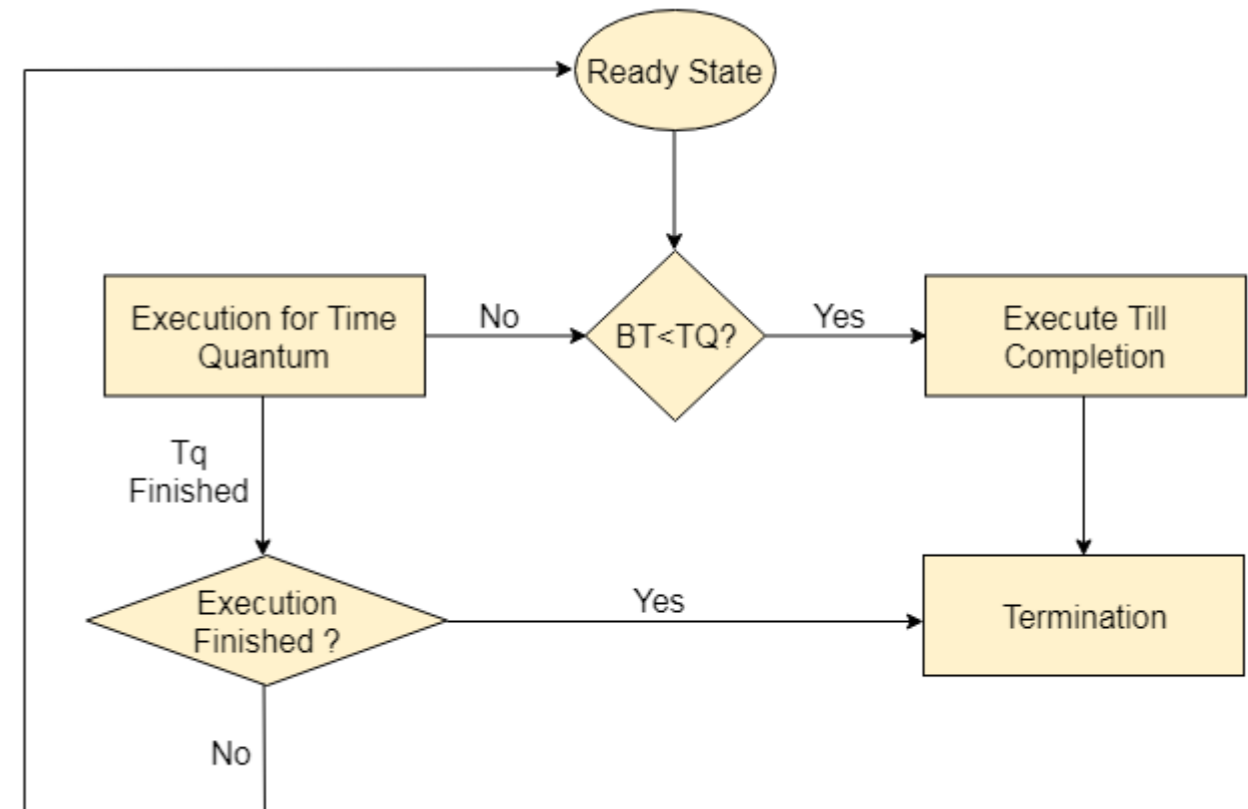 Ready State
Execution for Time
Quantum
No
BT<TQ?
Yes
Execute Till
Completion
Tq
Finished
Execution
Finished ?
Yes
Termination
No